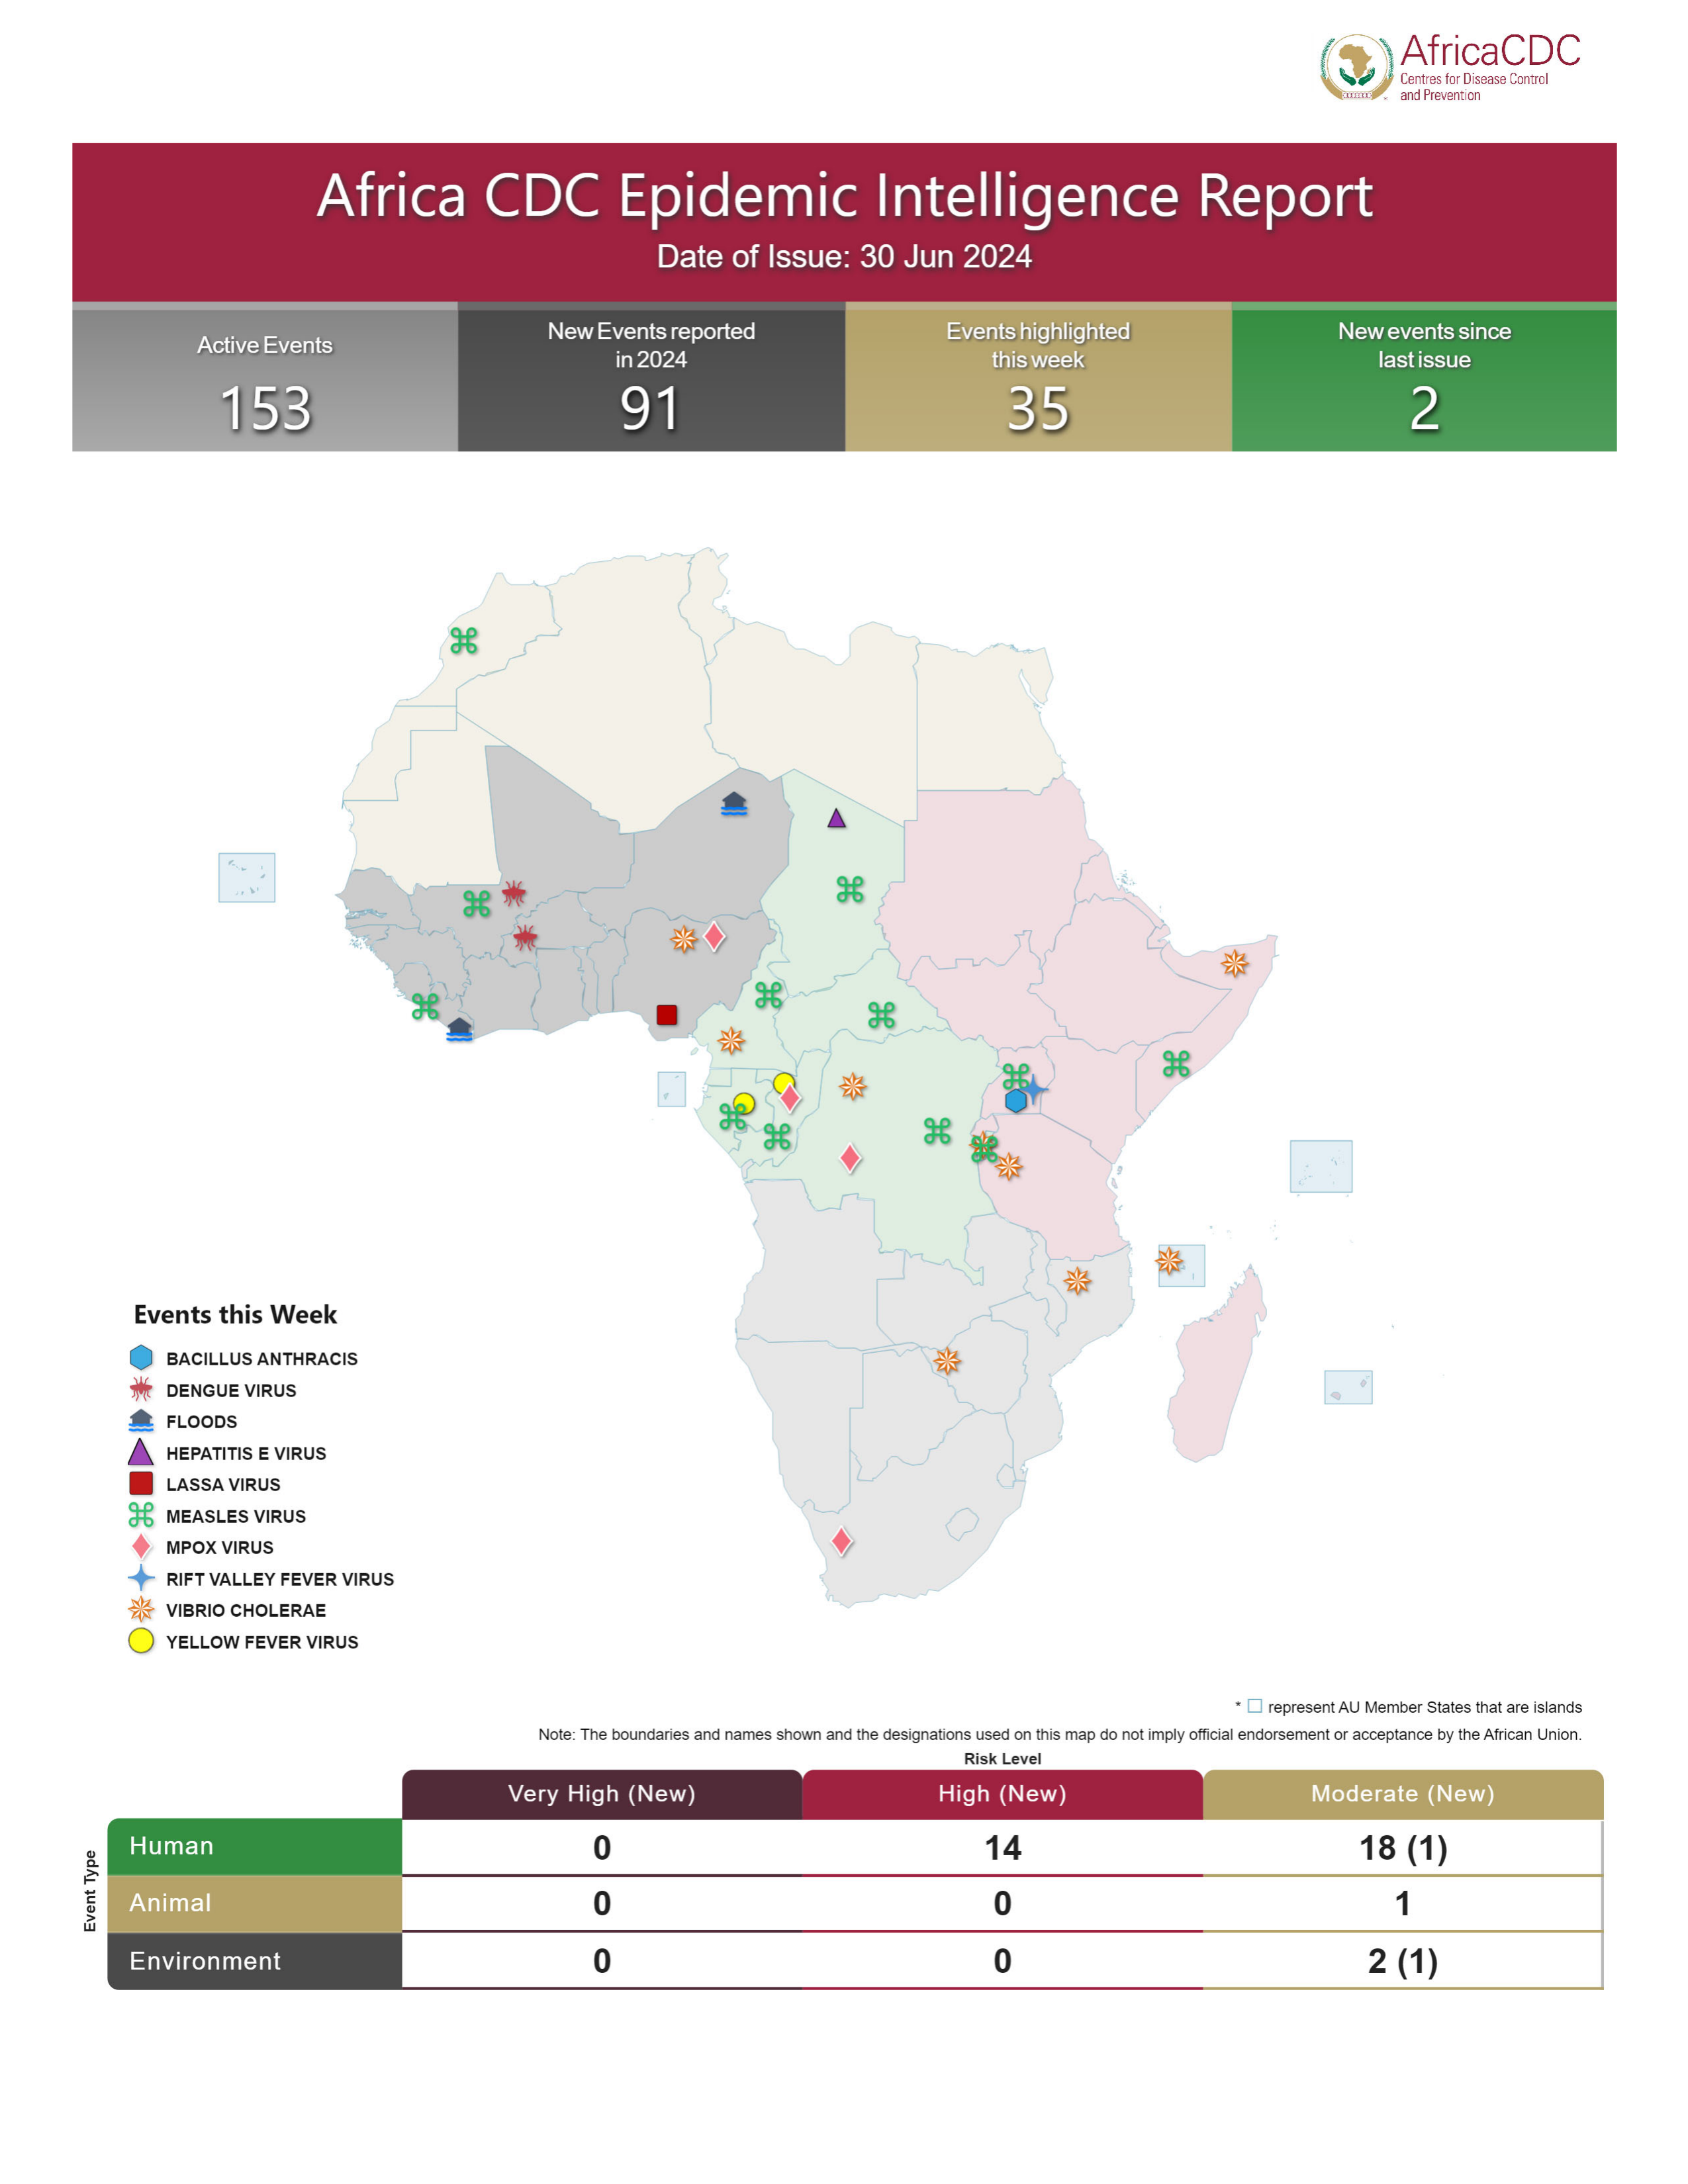 AfricaCDC
Centres for Disease Control
and Prevention
Africa CDC Epidemic Intelligence Report
Date of Issue: 30 Jun 2024
Active Events
153
New Events reported
in 2024
91
Events highlighted
this week
35
New events since
last issue
2
Events this Week
BACILLUS ANTHRACIS
DENGUE VIRUS
FLOODS
HEPATITIS E VIRUS
LASSA VIRUS
MEASLES VIRUS
MPOX VIRUS
RIFT VALLEY FEVER VIRUS
VIBRIO CHOLERAE
YELLOW FEVER VIRUS
* represent AU Member States that are islands
Note: The boundaries and names shown and the designations used on this map do not imply official endorsement or acceptance by the African Union.
Risk Level
Very High (New) High (New) Moderate (New)
Event Type
Human 0 14 18 (1)
Animal 0 0 1
Environment 0 0 2 (1)